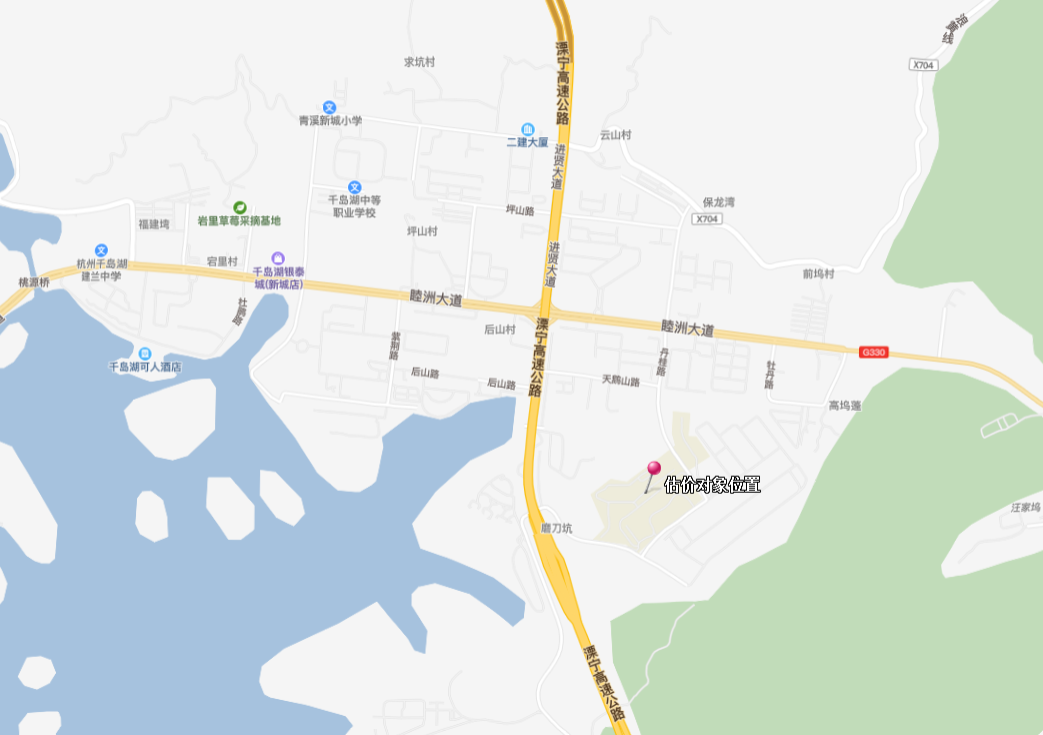 浪黄线
X704
溧宁高速公路
求坑村
青溪新城小学
二建大厦
云山村
进贤大道
千岛湖中等
职业学校
保龙湾
X704
坪山路
岩里草莓采摘基地
福建垮
坪山村
进贤大道
杭州千岛湖
建兰中学
宕里村
千岛湖银泰
城(新城店)
前坞村
桃源桥
睦洲大道
杜鹃路
溧宁高速公路
后山村
睦洲大道
G330
紫荆路
千岛湖可人酒店
丹桂路
牡丹路
后山路
后山路
天鹅山路
高坞蓬
估价对象位置
汪家坞
磨刀坑
溧宁高速公路